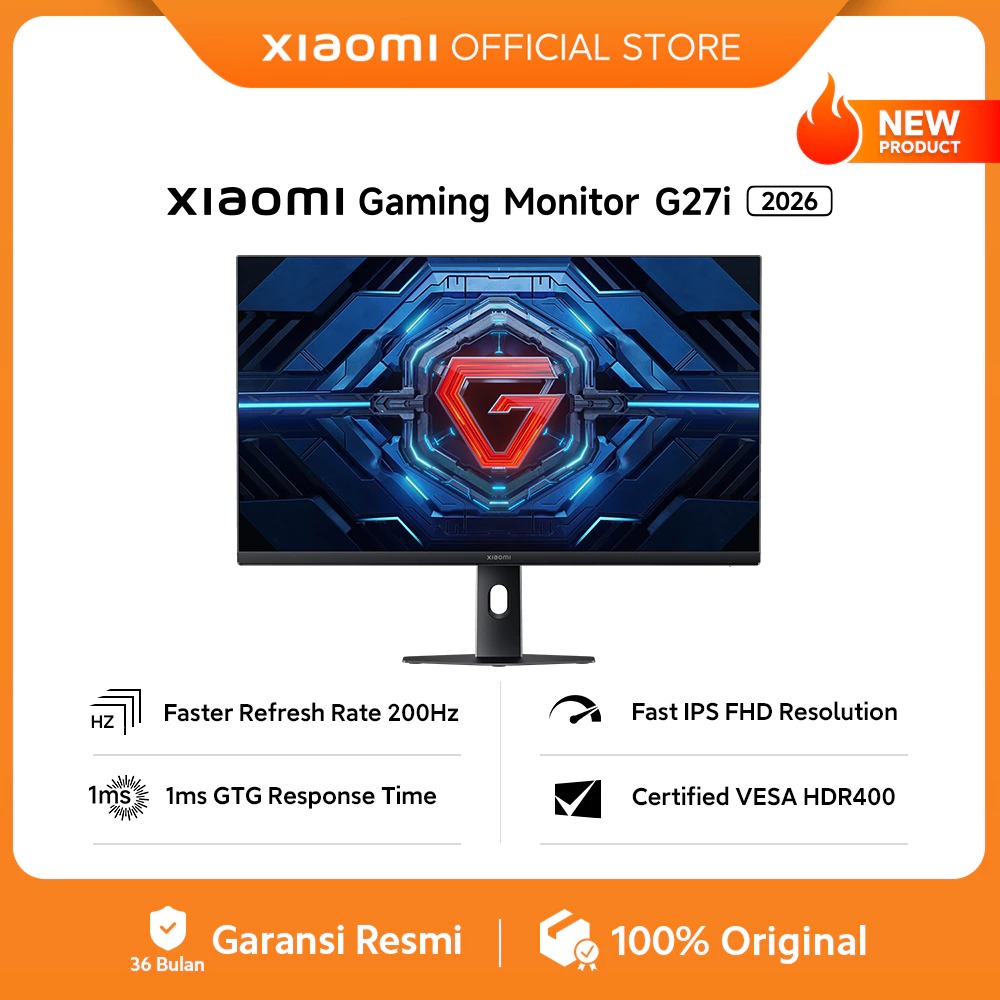 xiaomi OFFICIAL STORE
NEW
PRODUCT
xiaomi Gaming Monitor G27i 2026
G
xiaomi
HZ Faster Refresh Rate 200Hz
Fast IPS FHD Resolution
1ms 1ms GTG Response Time
Certified VESA HDR400
Garansi Resmi
36 Bulan
100% Original